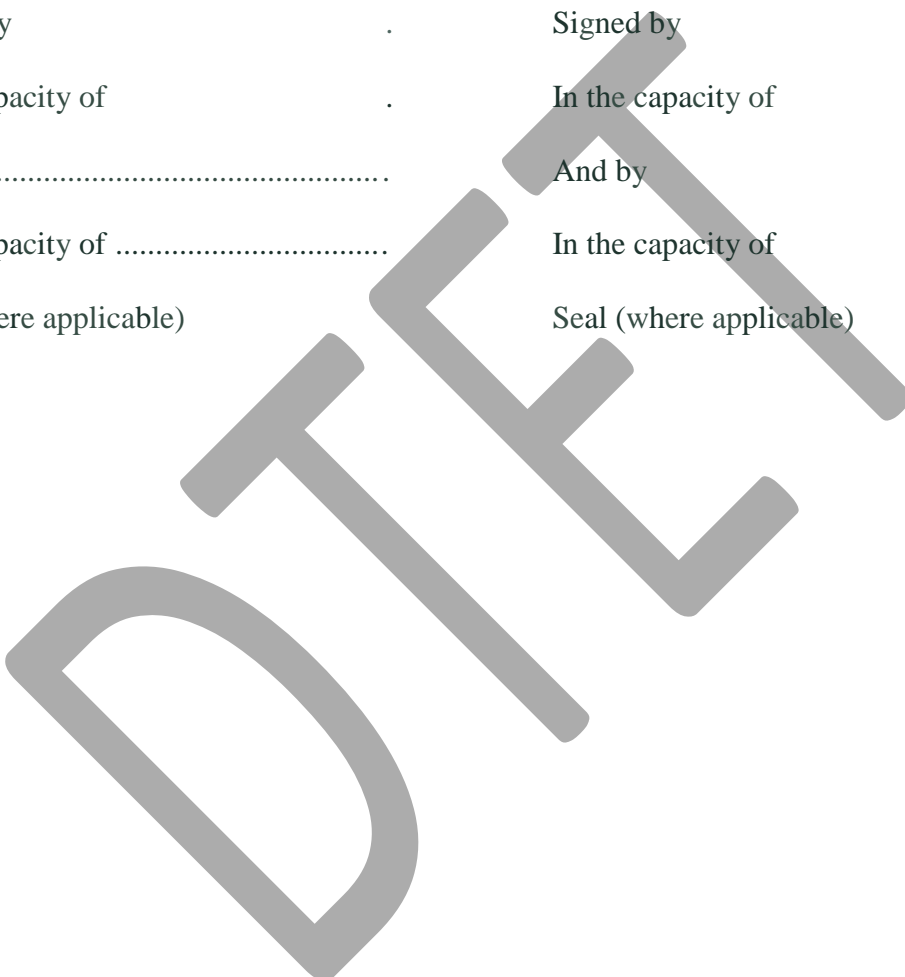 y . Signed by
pacity of . In the capacity of
................................................. And by
pacity of .................................. In the capacity of
ere applicable) Seal (where applicable)
DTET